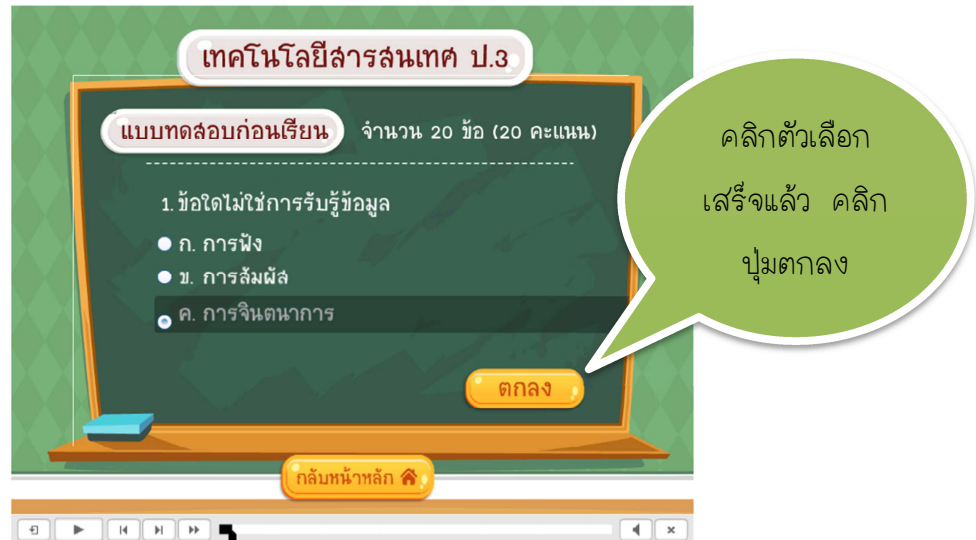 เทคโนโลยีสารสนเทศ ป.3
แบบทดสอบก่อนเรียน จำนวน 20 ข้อ (20 คะแนน)
1. ข้อใดไม่ใช่การรับรู้ข้อมูล
ก. การฟัง
ข. การสัมผัส
ค. การจินตนาการ
ตกลง
กลับหน้าหลัก
คลิกตัวเลือก
เสร็จแล้ว คลิก
ปุ่มตกลง